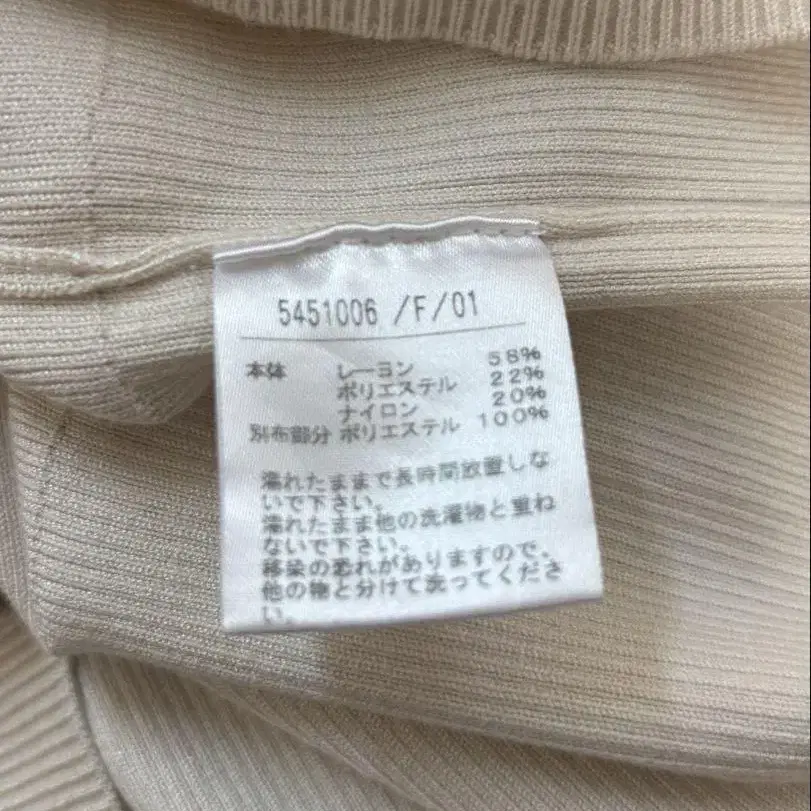 5451006 /F/01
本体 レーヨン 58%
ポリエステル 22%
ナイロン 20%
別布部分 ポリエステル 100%
濡れたままで長時間放置しな
いで下さい。
濡れたまま他の洗濯物と重ね
ないで下さい。
移染の恐れがありますので、
他の物と分けて洗ってくださ
い。